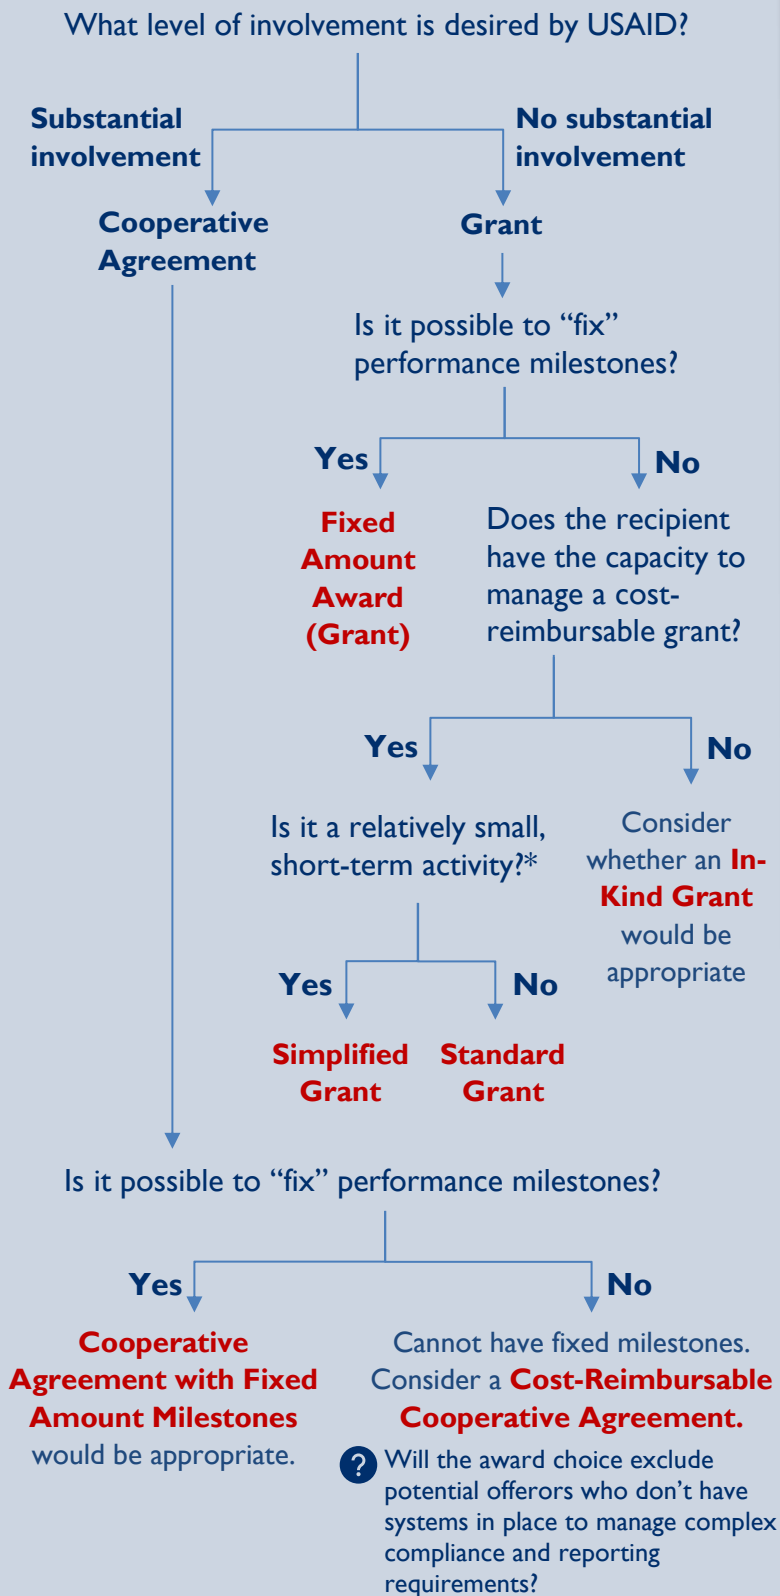 What level of involvement is desired by USAID?
Substantial
involvement
No substantial
involvement
Cooperative
Agreement
Grant
Is it possible to “fix”
performance milestones?
Yes
No
Fixed
Amount
Award
(Grant)
Does the recipient
have the capacity to
manage a cost-
reimbursable grant?
Yes
No
Is it a relatively small,
short-term activity?*
Consider
whether an In-
Kind Grant
would be
appropriate
Yes
No
Simplified
Grant
Standard
Grant
Is it possible to “fix” performance milestones?
Yes
No
Cooperative
Agreement with Fixed
Amount Milestones
would be appropriate.
Cannot have fixed milestones.
Consider a Cost-Reimbursable
Cooperative Agreement.
? Will the award choice exclude
potential offerors who don’t have
systems in place to manage complex
compliance and reporting
requirements?